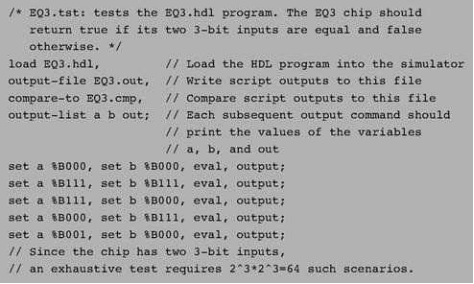 /* EQ3.tst: tests the EQ3.hdl program. The EQ3 chip should
return true if its two 3-bit inputs are equal and false
otherwise. */
load EQ3.hdl, // Load the HDL program into the simulator
output-file EQ3.out, // Write script outputs to this file
compare-to EQ3.cmp, // Compare script outputs to this file
output-list a b out; // Each subsequent output command should
// print the values of the variables
// a, b, and out
set a %B000, set b %B000, eval, output;
set a %B111, set b %B111, eval, output;
set a %B111, set b %B000, eval, output;
set a %B000, set b %B111, eval, output;
set a %B001, set b %B000, eval, output;
// Since the chip has two 3-bit inputs,
// an exhaustive test requires 2^3*2^3=64 such scenarios.